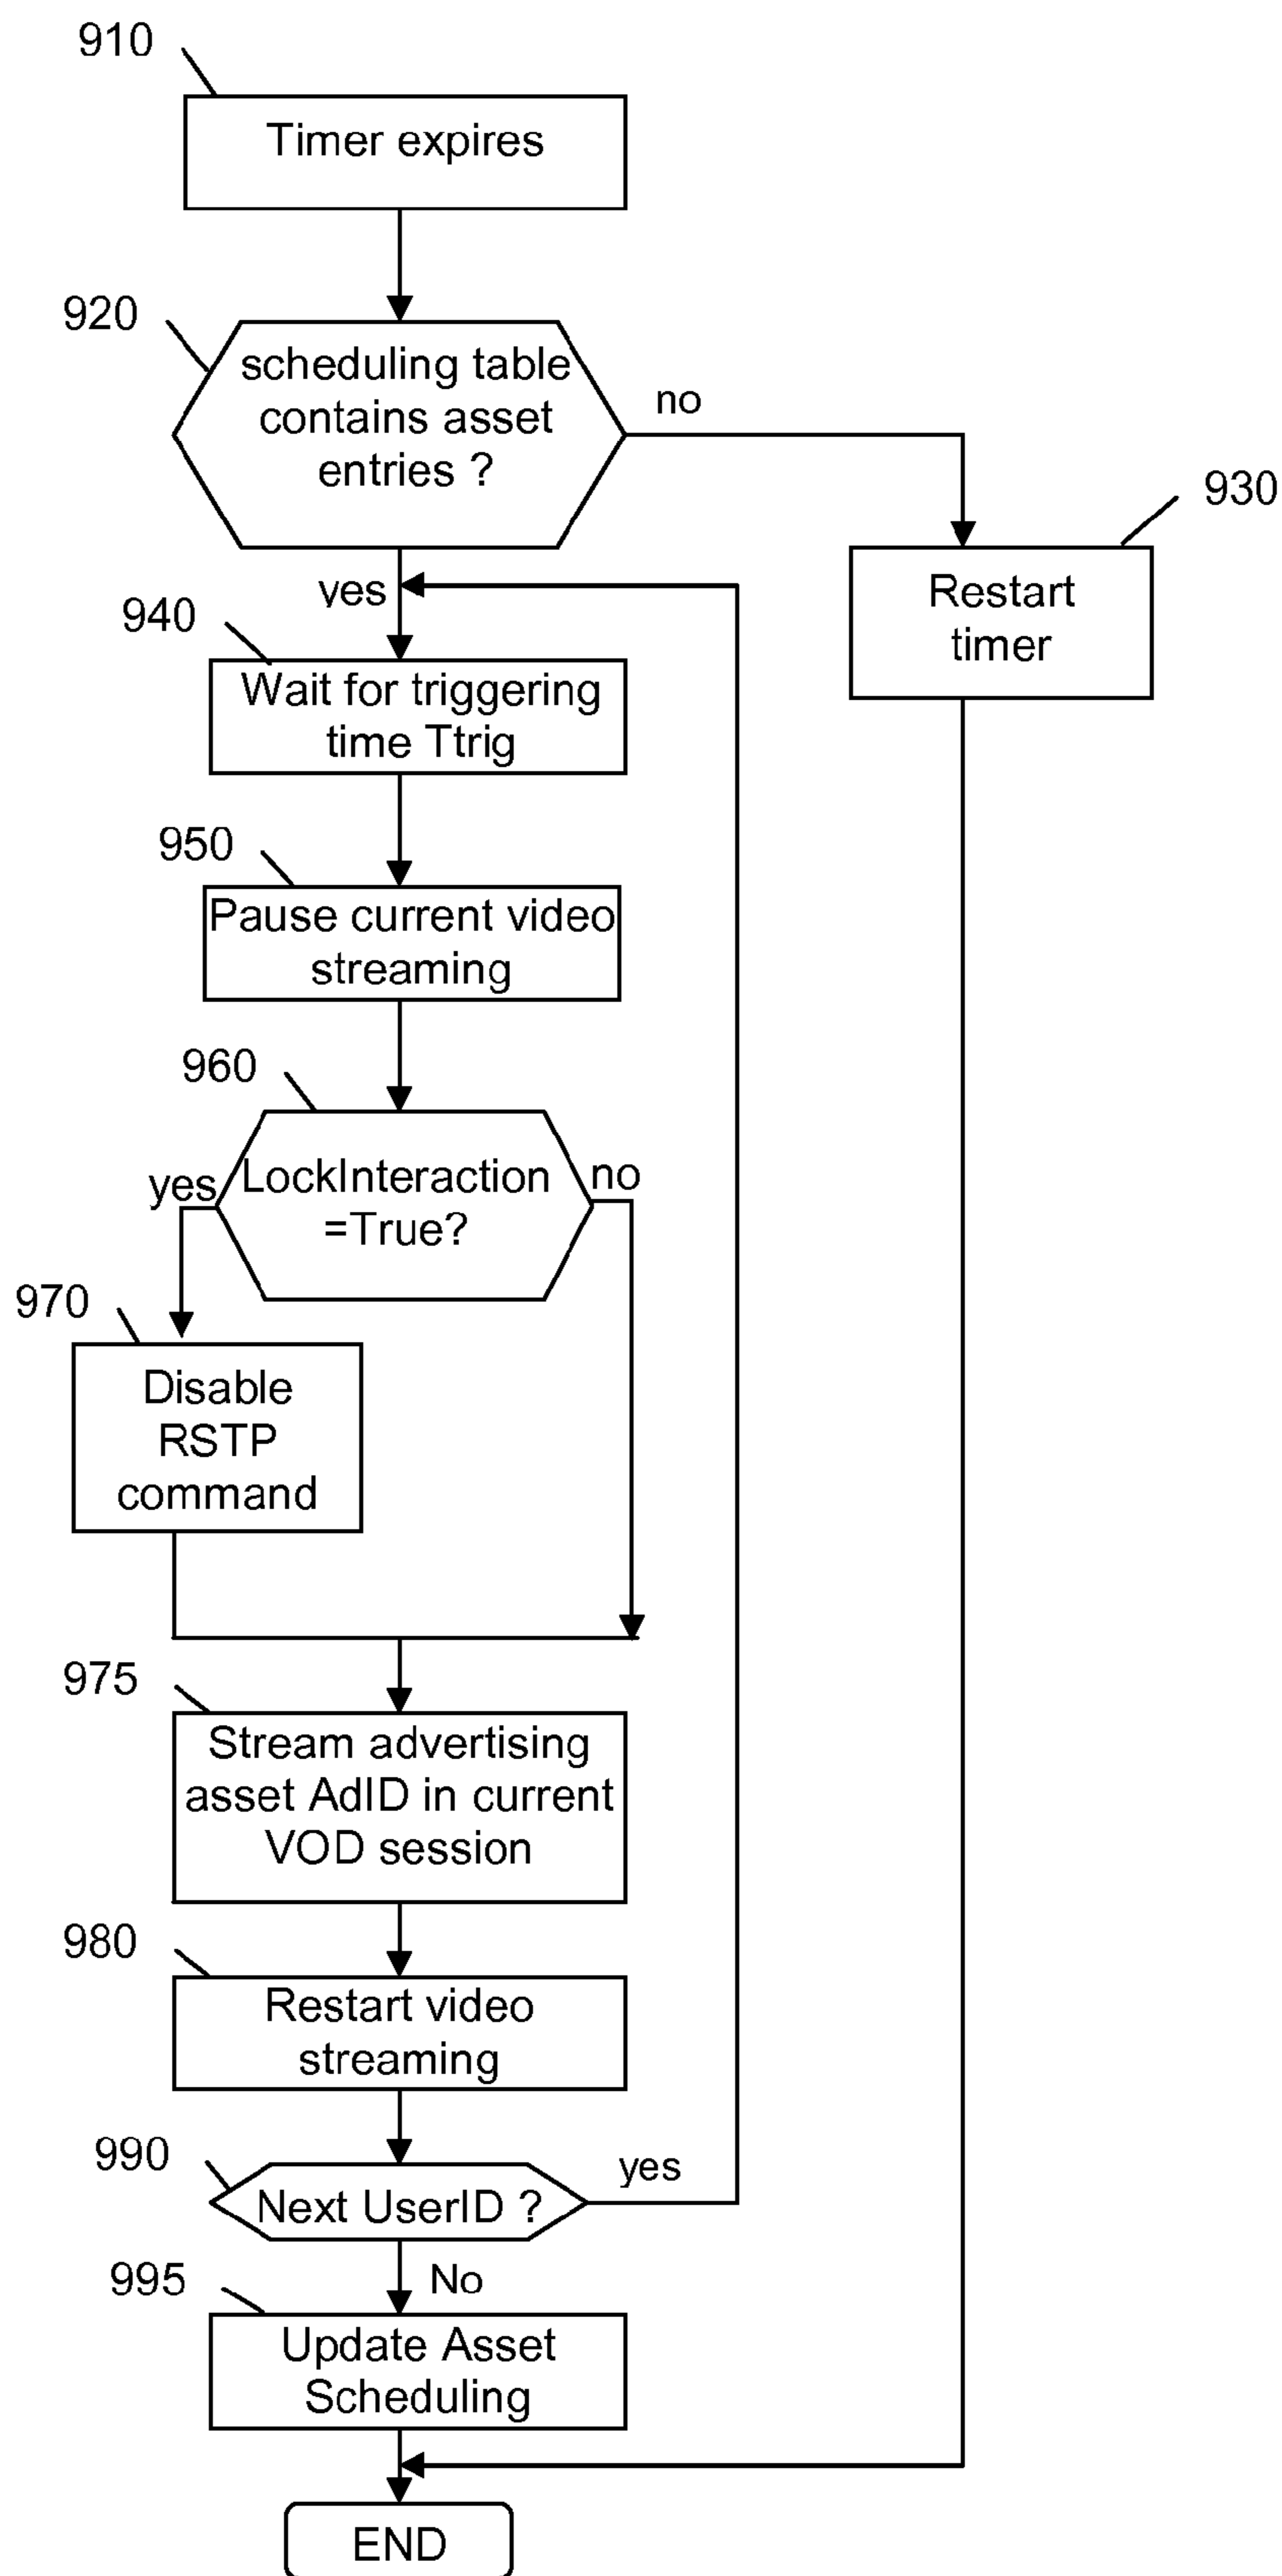 910
Timer expires
920
scheduling table
contains asset
entries ?
no
930
Restart
timer
yes
940
Wait for triggering
time Ttrig
950
Pause current video
streaming
960
LockInteraction
=True?
yes
no
970
Disable
RSTP
command
975
Stream advertising
asset AdID in current
VOD session
980
Restart video
streaming
990
Next UserID ?
yes
No
995
Update Asset
Scheduling
END